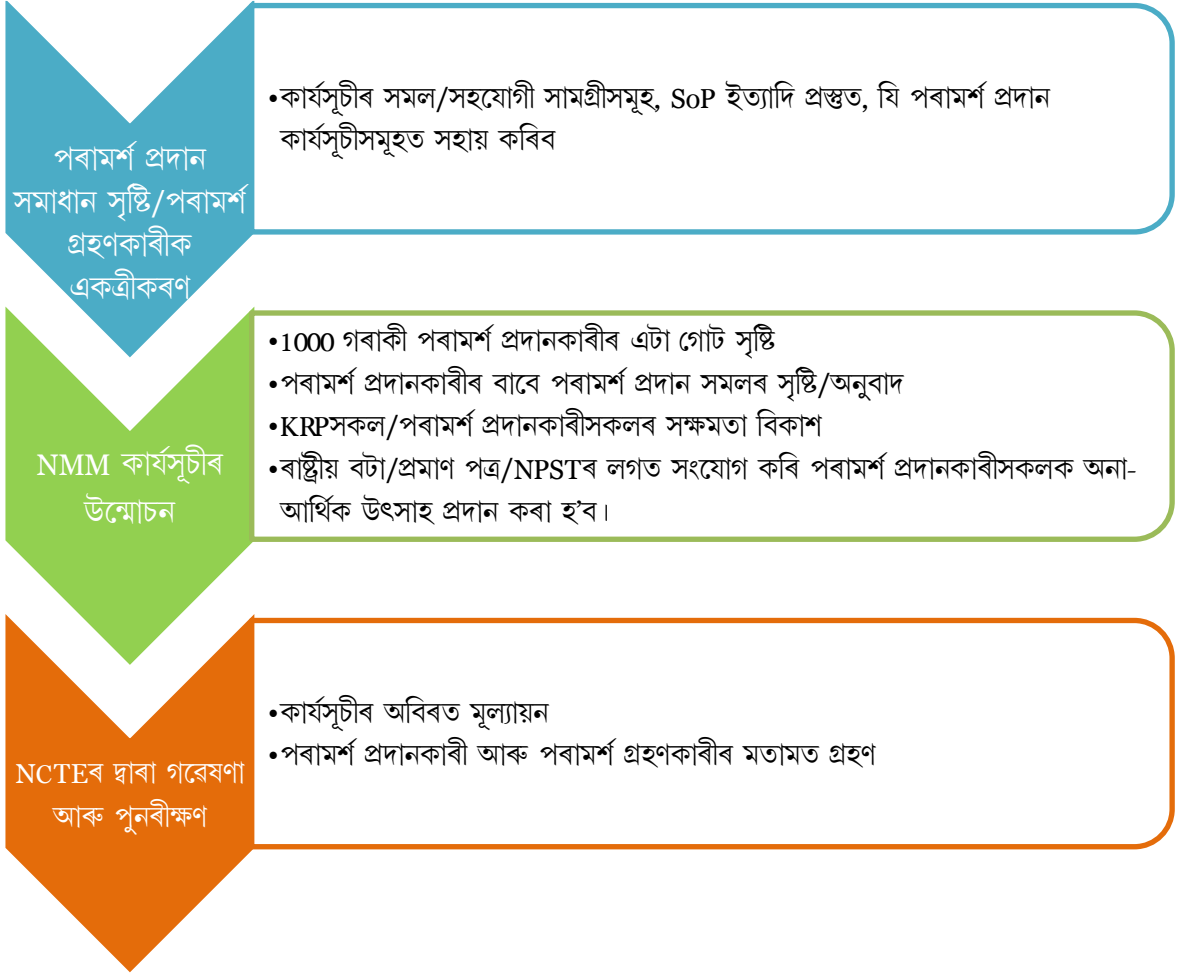 পৰামৰ্শ প্ৰদান
সমাধান সৃষ্টি/পৰামৰ্শ
গ্ৰহণকাৰীক
একত্ৰীকৰণ
•কাৰ্যসূচীৰ সমল/সহযোগী সামগ্ৰীসমূহ, SoP ইত্যাদি প্ৰস্তুত, যি পৰামৰ্শ প্ৰদান
কাৰ্যসূচীসমূহত সহায় কৰিব
NMM কাৰ্যসূচীৰ
উন্মোচন
•1000 গৰাকী পৰামৰ্শ প্ৰদানকাৰীৰ এটা গোট সৃষ্টি
•পৰামৰ্শ প্ৰদানকাৰীৰ বাবে পৰামৰ্শ প্ৰদান সমলৰ সৃষ্টি/অনুবাদ
•KRPসকল/পৰামৰ্শ প্ৰদানকাৰীসকলৰ সক্ষমতা বিকাশ
•ৰাষ্ট্ৰীয় বটা/প্ৰমাণ পত্ৰ/NPSTৰ লগত সংযোগ কৰি পৰামৰ্শ প্ৰদানকাৰীসকলক অনা-
আৰ্থিক উৎসাহ প্ৰদান কৰা হ’ব।
NCTEৰ দ্বাৰা গৱেষণা
আৰু পুনৰীক্ষণ
•কাৰ্যসূচীৰ অবিৰত মূল্যায়ন
•পৰামৰ্শ প্ৰদানকাৰী আৰু পৰামৰ্শ গ্ৰহণকাৰীৰ মতামত গ্ৰহণ